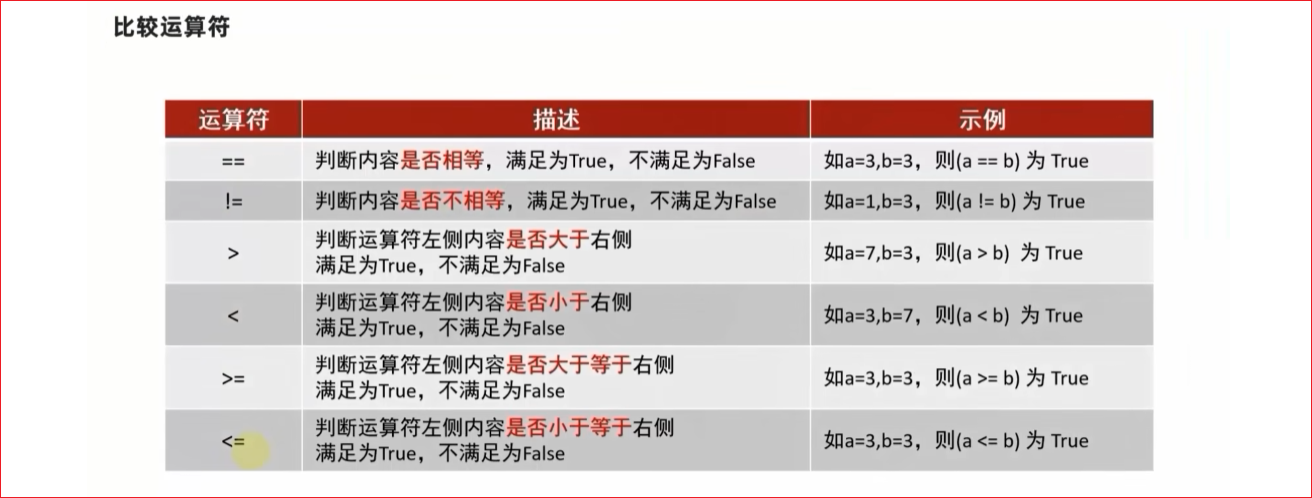 比较运算符
运算符 描述 示例
== 判断内容是否相等，满足为True，不满足为False 如a=3,b=3，则(a == b) 为 True
!= 判断内容是否不相等，满足为True，不满足为False 如a=1,b=3，则(a != b) 为 True
> 判断运算符左侧内容是否大于右侧
满足为True，不满足为False 如a=7,b=3，则(a > b) 为 True
< 判断运算符左侧内容是否小于右侧
满足为True，不满足为False 如a=3,b=7，则(a < b) 为 True
>= 判断运算符左侧内容是否大于等于右侧
满足为True，不满足为False 如a=3,b=3，则(a >= b) 为 True
<= 判断运算符左侧内容是否小于等于右侧
满足为True，不满足为False 如a=3,b=3，则(a <= b) 为 True